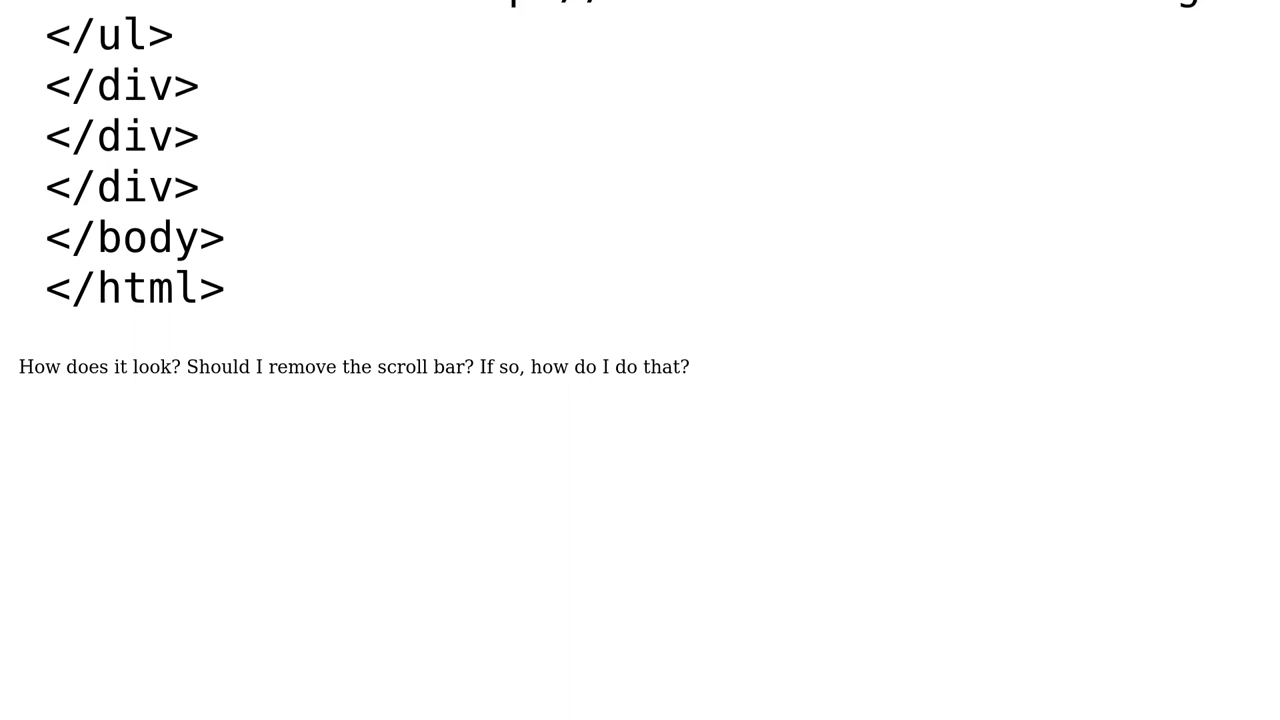 </ul>
</div>
</div>
</div>
</body>
</html>
How does it look? Should I remove the scroll bar? If so, how do I do that?